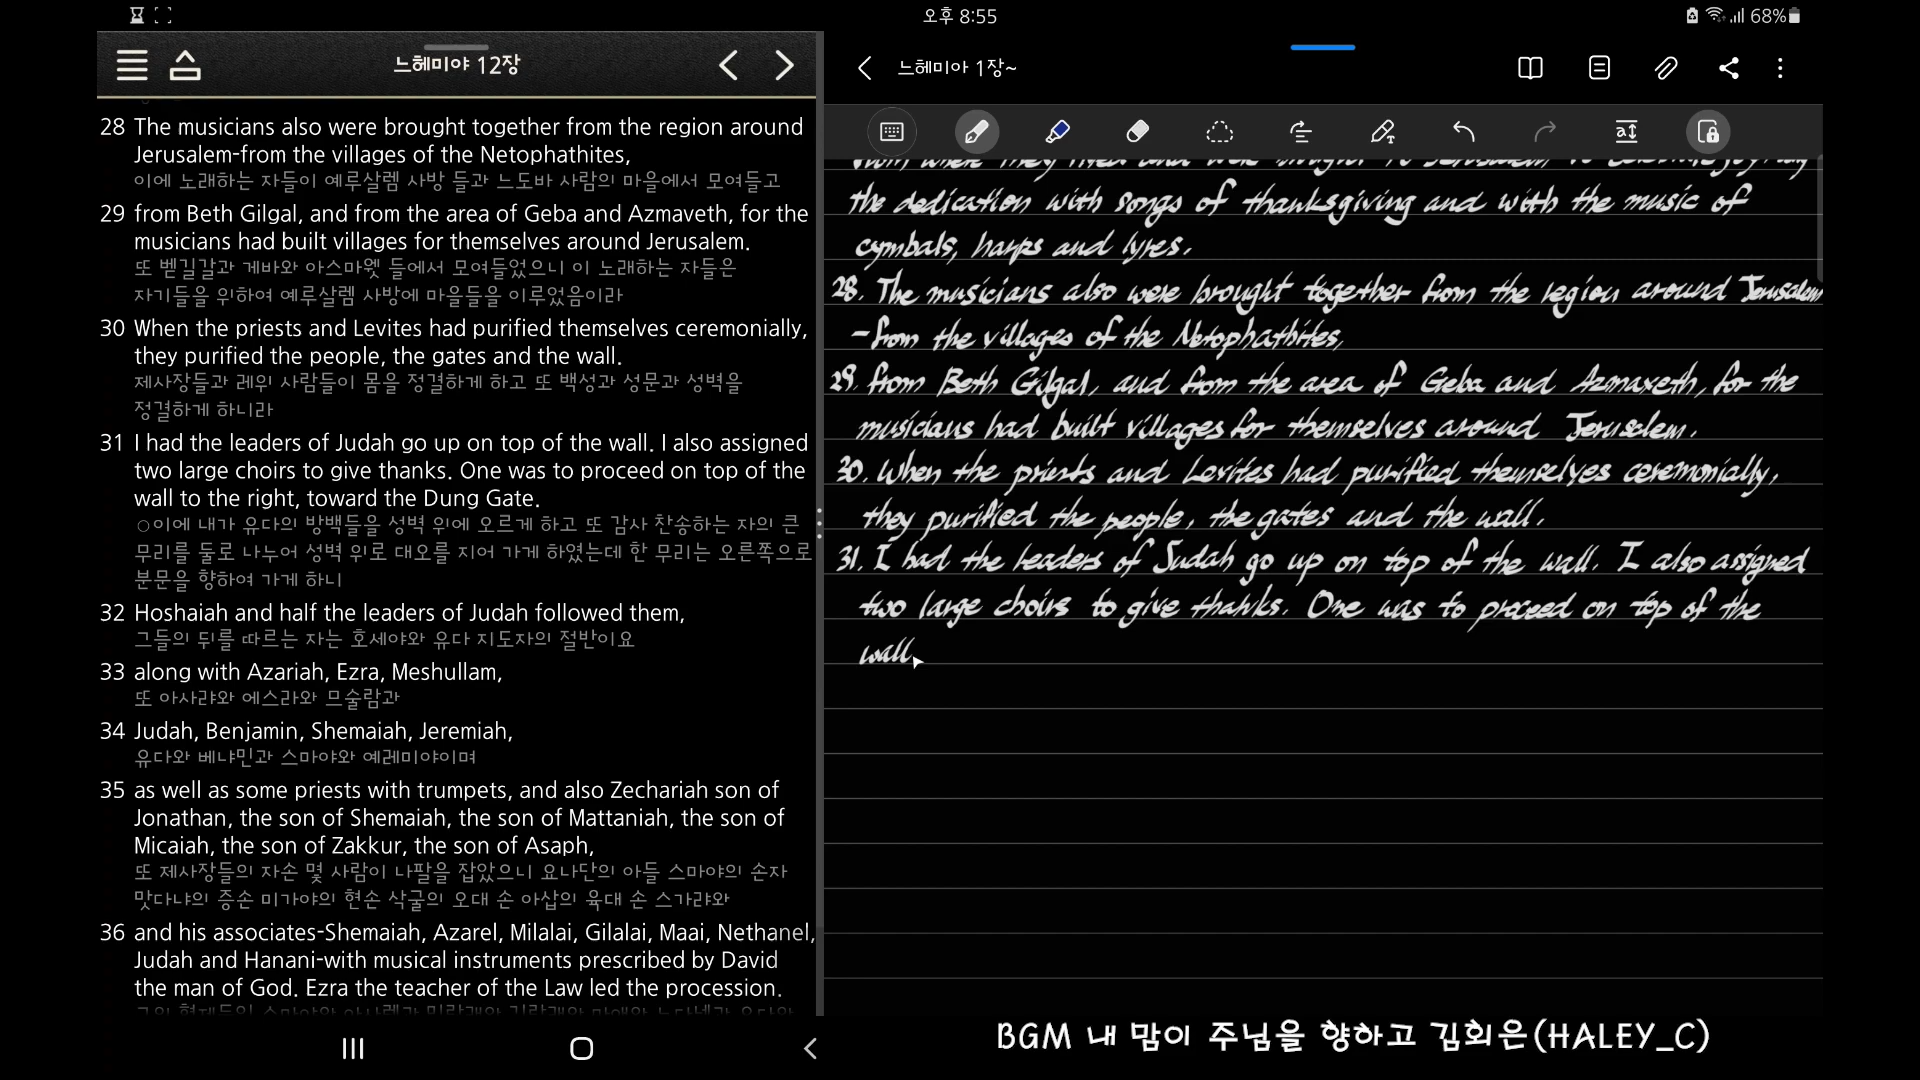 오후 8:55
68%
느헤미야 12장
28 The musicians also were brought together from the region around
Jerusalem-from the villages of the Netophathites,
이에 노래하는 자들이 예루살렘 사방 들과 느도바 사람의 마을에서 모여들고
29 from Beth Gilgal, and from the area of Geba and Azmaveth, for the
musicians had built villages for themselves around Jerusalem.
또 벧길갈과 게바와 아스마웻 들에서 모여들었으니 이 노래하는 자들은
자기들을 위하여 예루살렘 사방에 마을들을 이루었음이라
30 When the priests and Levites had purified themselves ceremonially,
they purified the people, the gates and the wall.
제사장들과 레위 사람들이 몸을 정결하게 하고 또 백성과 성문과 성벽을
정결하게 하니라
31 I had the leaders of Judah go up on top of the wall. I also assigned
two large choirs to give thanks. One was to proceed on top of the
wall to the right, toward the Dung Gate.
○이에 내가 유다의 방백들을 성벽 위에 오르게 하고 또 감사 찬송하는 자의 큰
무리를 둘로 나누어 성벽 위로 대오를 지어 가게 하였는데 한 무리는 오른쪽으로
분문을 향하여 가게 하니
32 Hoshaiah and half the leaders of Judah followed them,
그들의 뒤를 따르는 자는 호세야와 유다 지도자의 절반이요
33 along with Azariah, Ezra, Meshullam,
또 아사랴와 에스라와 므술람과
34 Judah, Benjamin, Shemaiah, Jeremiah,
유다와 베냐민과 스마야와 예레미야이며
35 as well as some priests with trumpets, and also Zechariah son of
Jonathan, the son of Shemaiah, the son of Mattaniah, the son of
Micaiah, the son of Zakkur, the son of Asaph,
또 제사장들의 자손 몇 사람이 나팔을 잡았으니 요나단의 아들 스마야의 손자
맛다냐의 증손 미가야의 현손 삭굴의 오대 손 아삽의 육대 손 스가랴와
36 and his associates-Shemaiah, Azarel, Milalai, Gilalai, Maai, Nethanel,
Judah and Hanani-with musical instruments prescribed by David
the man of God. Ezra the teacher of the Law led the procession.
느헤미아 1장~
from where they lived and were brought to Jerusalem to celebrate joyfully
the dedication with songs of thanksgiving and with the music of
cymbals, harps and lyres.
28. The musicians also were brought together from the region around Jerusalem
-from the villages of the Netophathites,
29. from Beth Gilgal, and from the area of Geba and Azmaveth, for the
musicians had built villages for themselves around Jerusalem.
30. When the priests and Levites had purified themselves ceremonially,
they purified the people, the gates and the wall.
31. I had the leaders of Judah go up on top of the wall. I also assigned
two large choirs to give thanks. One was to proceed on top of the
wall
BGM 내 맘이 주님을 향하고 김회은(HALEY_C)